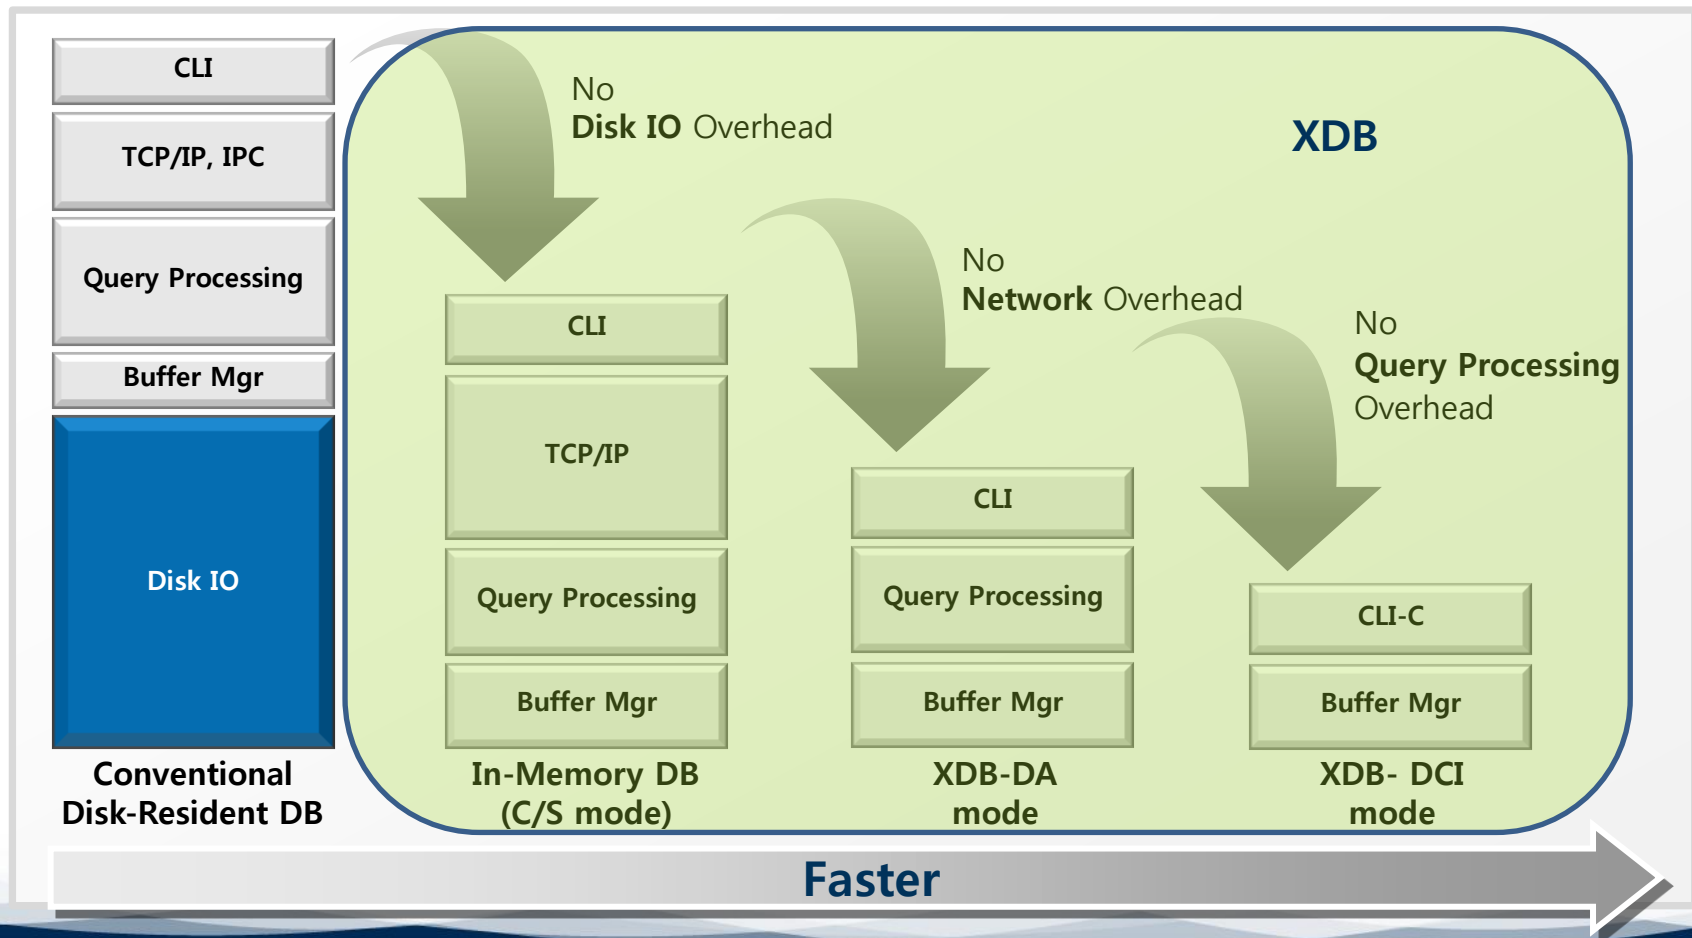 CLI
TCP/IP, IPC
Query Processing
Buffer Mgr
Disk IO
Conventional
Disk-Resident DB
No
Disk IO Overhead
CLI
TCP/IP
Query Processing
Buffer Mgr
In-Memory DB
(C/S mode)
No
Network Overhead
CLI
Query Processing
Buffer Mgr
XDB-DA
mode
XDB
No
Query Processing
Overhead
CLI-C
Buffer Mgr
XDB- DCI
mode
Faster